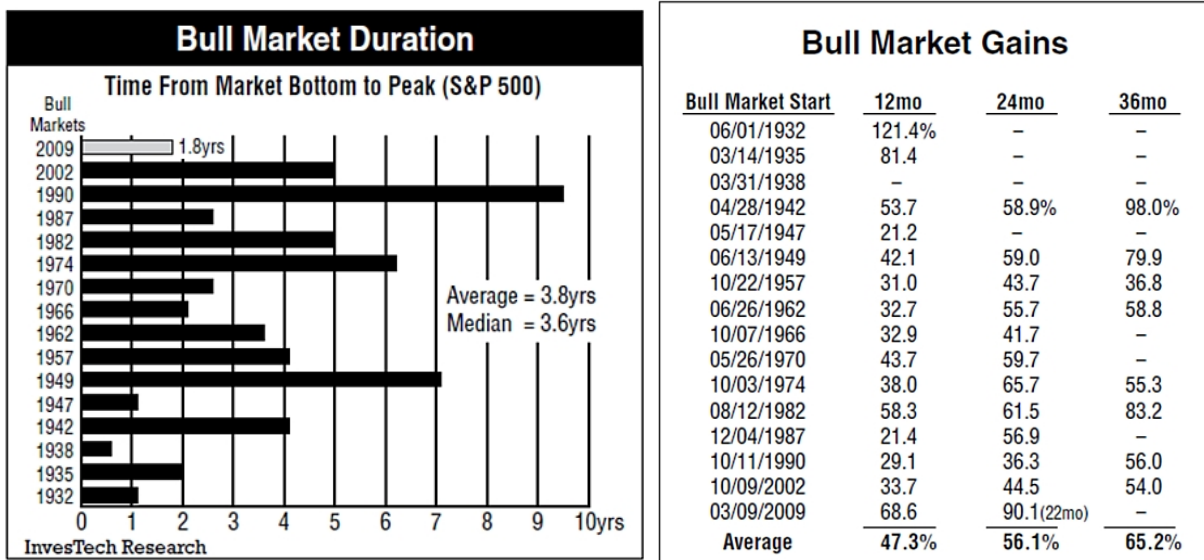 Bull Market Duration
Time From Market Bottom to Peak (S&P 500)
Bull
Markets
2009 1.8yrs
2002
1990
1987
1982
1974
1970
1966
1962
1957
1949
1947
1942
1938
1935
1932
Average = 3.8yrs
Median = 3.6yrs
0 1 2 3 4 5 6 7 8 9 10yrs
InvesTech Research
Bull Market Gains
Bull Market Start 12mo 24mo 36mo
06/01/1932 121.4% – –
03/14/1935 81.4 – –
03/31/1938 – – –
04/28/1942 53.7 58.9% 98.0%
05/17/1947 21.2 – –
06/13/1949 42.1 59.0 79.9
10/22/1957 31.0 43.7 36.8
06/26/1962 32.7 55.7 58.8
10/07/1966 32.9 41.7 –
05/26/1970 43.7 59.7 –
10/03/1974 38.0 65.7 55.3
08/12/1982 58.3 61.5 83.2
12/04/1987 21.4 56.9 –
10/11/1990 29.1 36.3 56.0
10/09/2002 33.7 44.5 54.0
03/09/2009 68.6 90.1(22mo) –
Average 47.3% 56.1% 65.2%